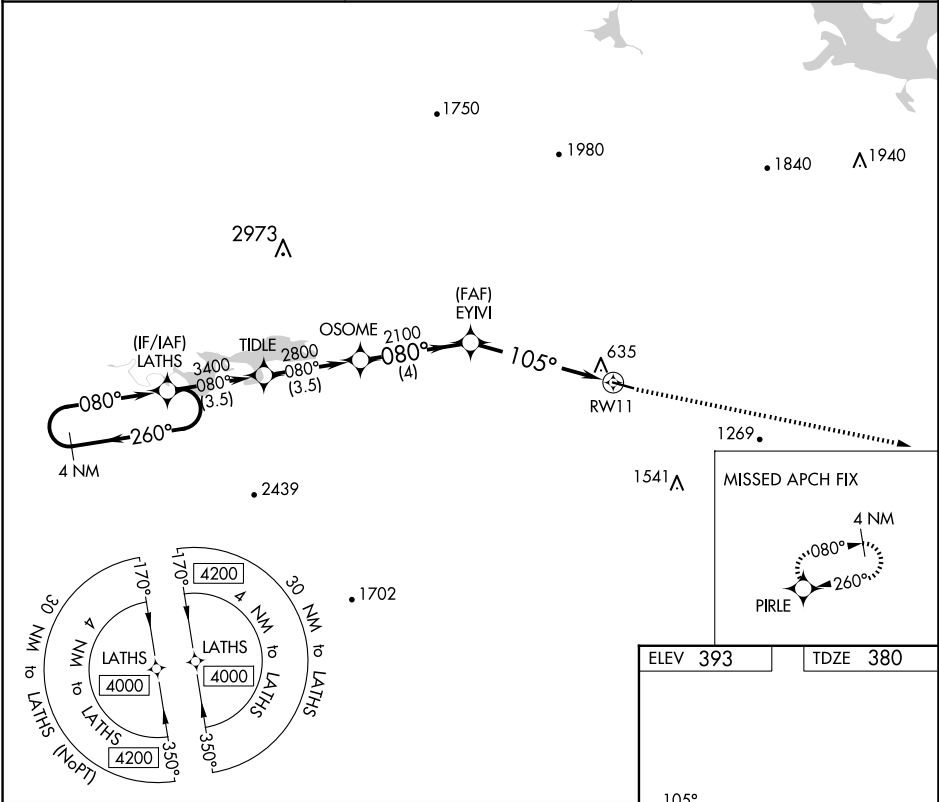 1750
1980
1840
1940
2973
(FAF)
EYIVI
(IF/IAF)
LATHS
TIDLE
OSOME
3400
080°
(3.5)
2800
080°
(3.5)
2100
080°
(4)
105°
635
RW11
080°
260°
4 NM
1269
1541
2439
1702
MISSED APCH FIX
4 NM
080°
260°
PIRLE
170°
30 NM to LATHS (NoPT)
4 NM to LATHS
LATHS
4000
4200
350°
170°
4200
30 NM to LATHS
4 NM to LATHS
LATHS
4000
350°
ELEV 393
TDZE 380
105°